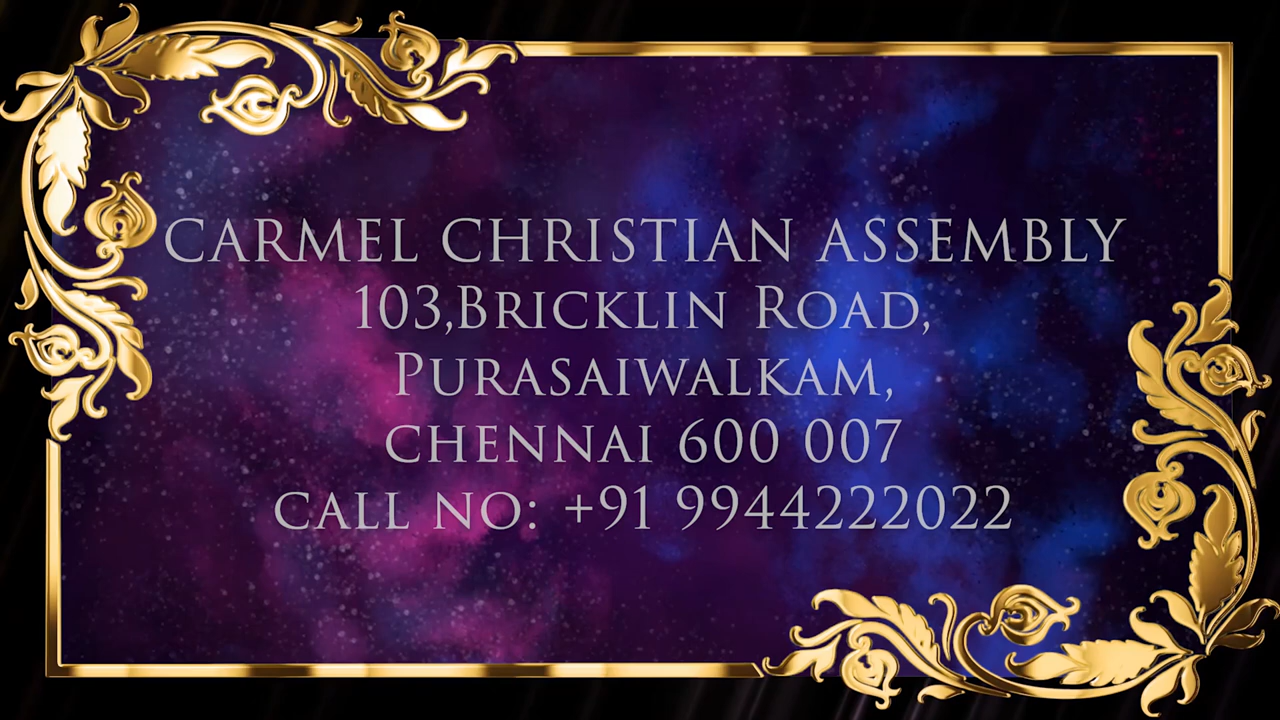 CARMEL CHRISTIAN ASSEMBLY
103,BRICKLIN ROAD,
PURASAIWALKAM,
CHENNAI 600 007
CALL NO: +91 9944222022